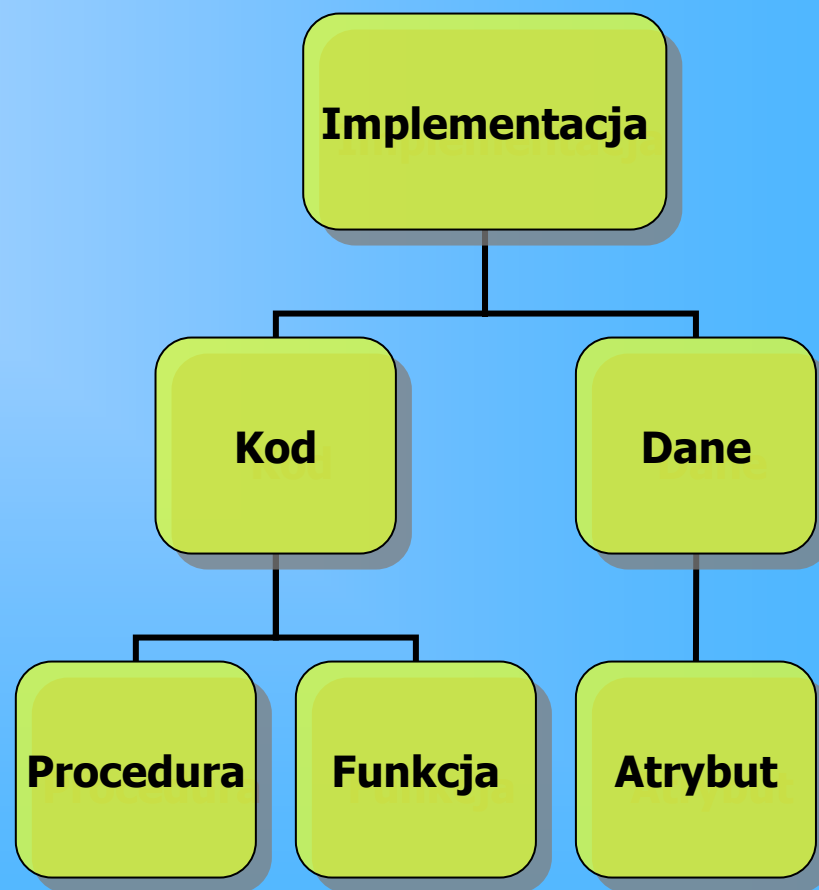 Implementacja
Kod
Dane
Procedura
Funkcja
Atrybut